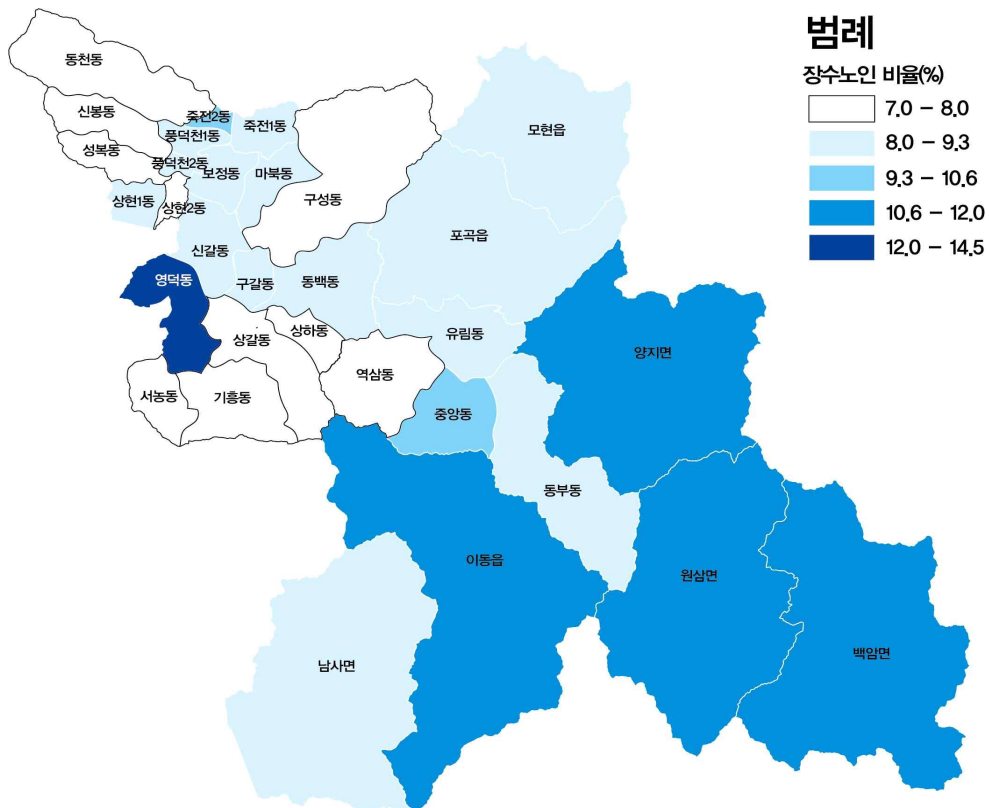 범례
장수노인 비율(%)
7.0 – 8.0
8.0 – 9.3
9.3 – 10.6
10.6 – 12.0
12.0 – 14.5
동천동
신봉동
죽전2동
죽전1동
풍덕천1동
성복동
풍덕천2동
보정동
마북동
모현읍
구성동
상현1동
상현2동
포곡읍
신갈동
영덕동
구갈동
동백동
상갈동
상하동
유림동
양지면
역삼동
서농동
기흥동
중앙동
동부동
이동읍
원삼면
백암면
남사면